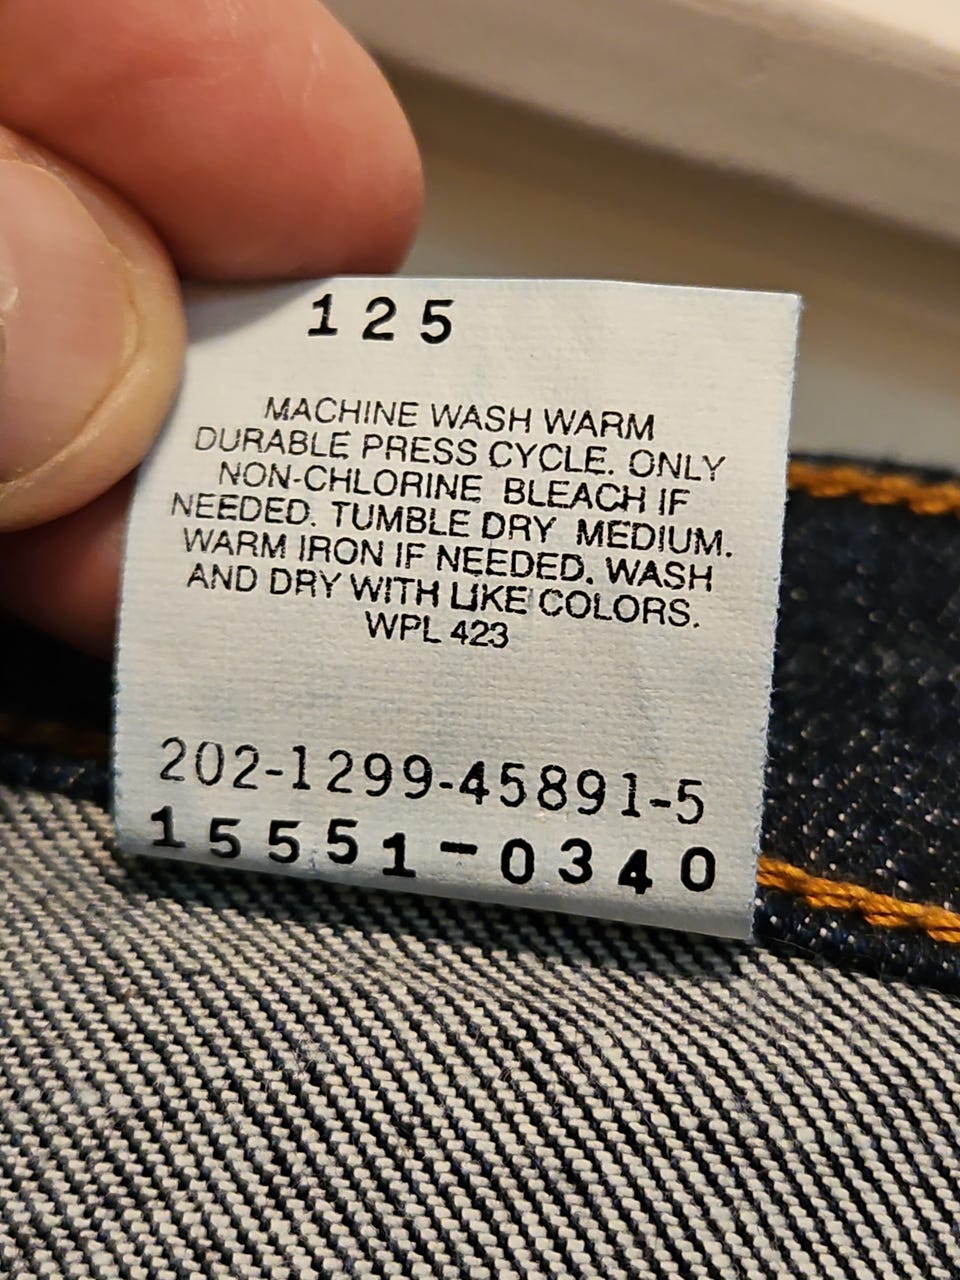 125
MACHINE WASH WARM
DURABLE PRESS CYCLE. ONLY
NON-CHLORINE BLEACH IF
NEEDED. TUMBLE DRY MEDIUM.
WARM IRON IF NEEDED. WASH
AND DRY WITH LIKE COLORS.
WPL 423
202-1299-45891-5
15551-0340